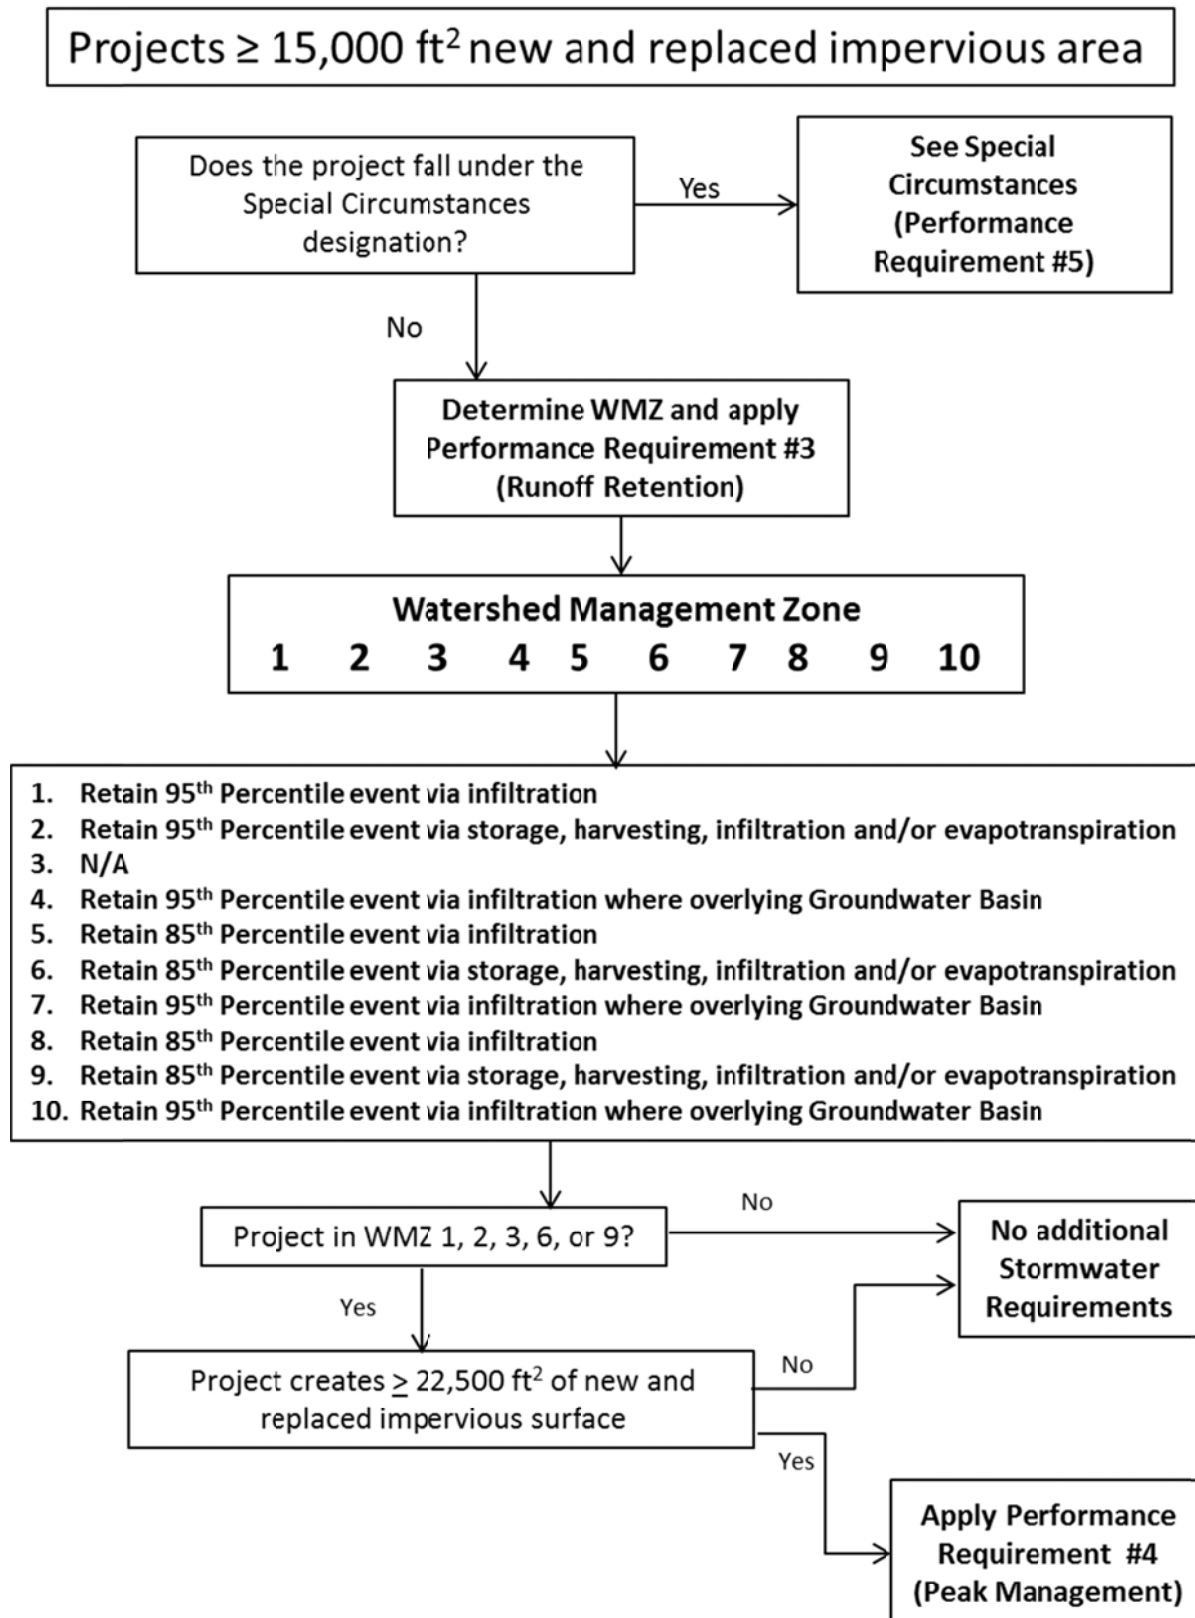 Projects ≥ 15,000 ft² new and replaced impervious area
Does the project fall under the
Special Circumstances
designation?
Yes
See Special
Circumstances
(Performance
Requirement #5)
No
Determine WMZ and apply
Performance Requirement #3
(Runoff Retention)
Watershed Management Zone
1 2 3 4 5 6 7 8 9 10
1. Retain 95th Percentile event via infiltration
2. Retain 95th Percentile event via storage, harvesting, infiltration and/or evapotranspiration
3. N/A
4. Retain 95th Percentile event via infiltration where overlying Groundwater Basin
5. Retain 85th Percentile event via infiltration
6. Retain 85th Percentile event via storage, harvesting, infiltration and/or evapotranspiration
7. Retain 95th Percentile event via infiltration where overlying Groundwater Basin
8. Retain 85th Percentile event via infiltration
9. Retain 85th Percentile event via storage, harvesting, infiltration and/or evapotranspiration
10. Retain 95th Percentile event via infiltration where overlying Groundwater Basin
Project in WMZ 1, 2, 3, 6, or 9?
No
No additional
Stormwater
Requirements
Yes
Project creates ≥ 22,500 ft² of new and
replaced impervious surface
No
Yes
Apply Performance
Requirement #4
(Peak Management)